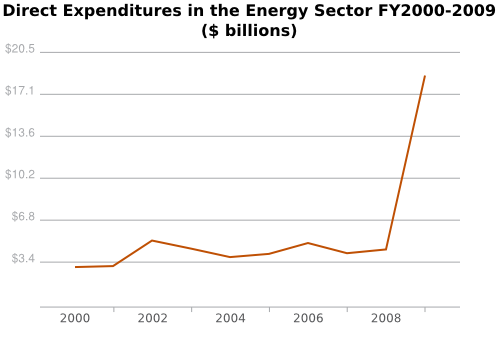 Direct Expenditures in the Energy Sector FY2000-2009
($ billions)
$20.5
$17.1
$13.6
$10.2
$6.8
$3.4
2000 2002 2004 2006 2008